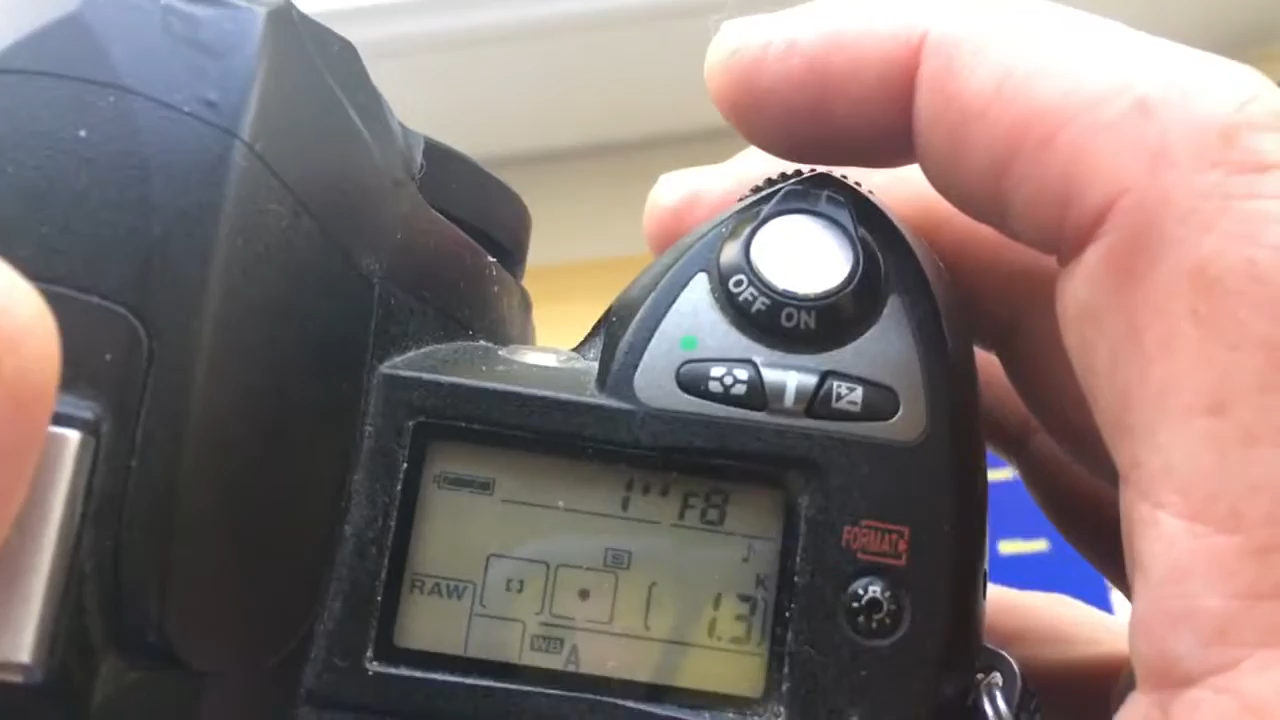 OFF ON
1" F8
FORMAT
K
RAW
[ 1.3]
WB
A